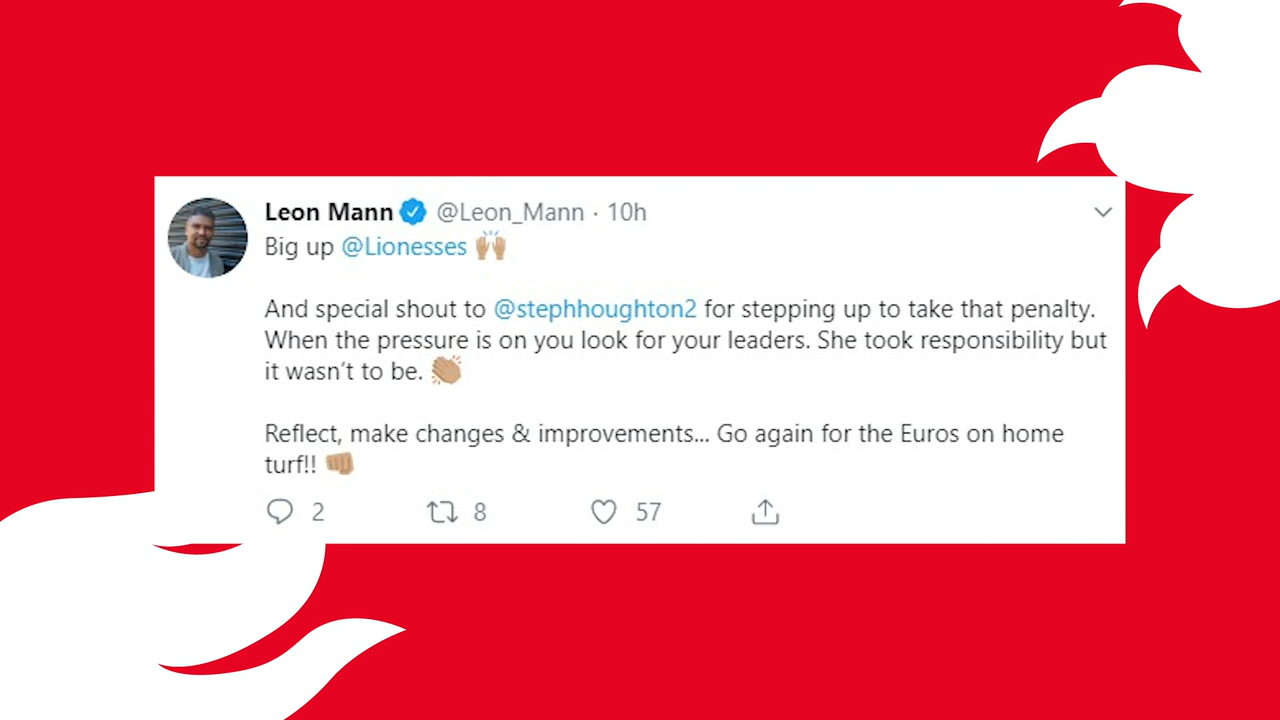 Leon Mann @Leon_Mann · 10h
Big up @Lionesses 🙌🏽
And special shout to @stephhoughton2 for stepping up to take that penalty.
When the pressure is on you look for your leaders. She took responsibility but
it wasn't to be. 👏🏽
Reflect, make changes & improvements... Go again for the Euros on home
turf!! 👊🏽
2 8 57